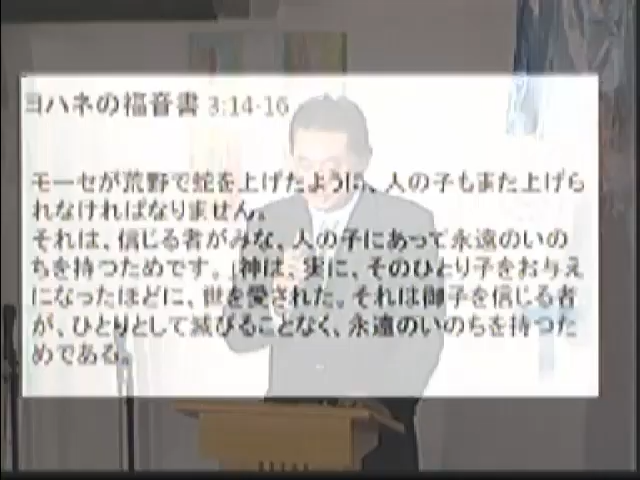 ヨハネの福音書 3:14-16
モーセが荒野で蛇を上げたように、人の子もまた上げら
れなければなりません。
それは、信じる者がみな、人の子にあって永遠のいの
ちを持つためです。 神は、実に、そのひとり子をお与え
になったほどに、世を愛された。それは御子を信じる者
が、ひとりとして滅びることなく、永遠のいのちを持つた
めである。